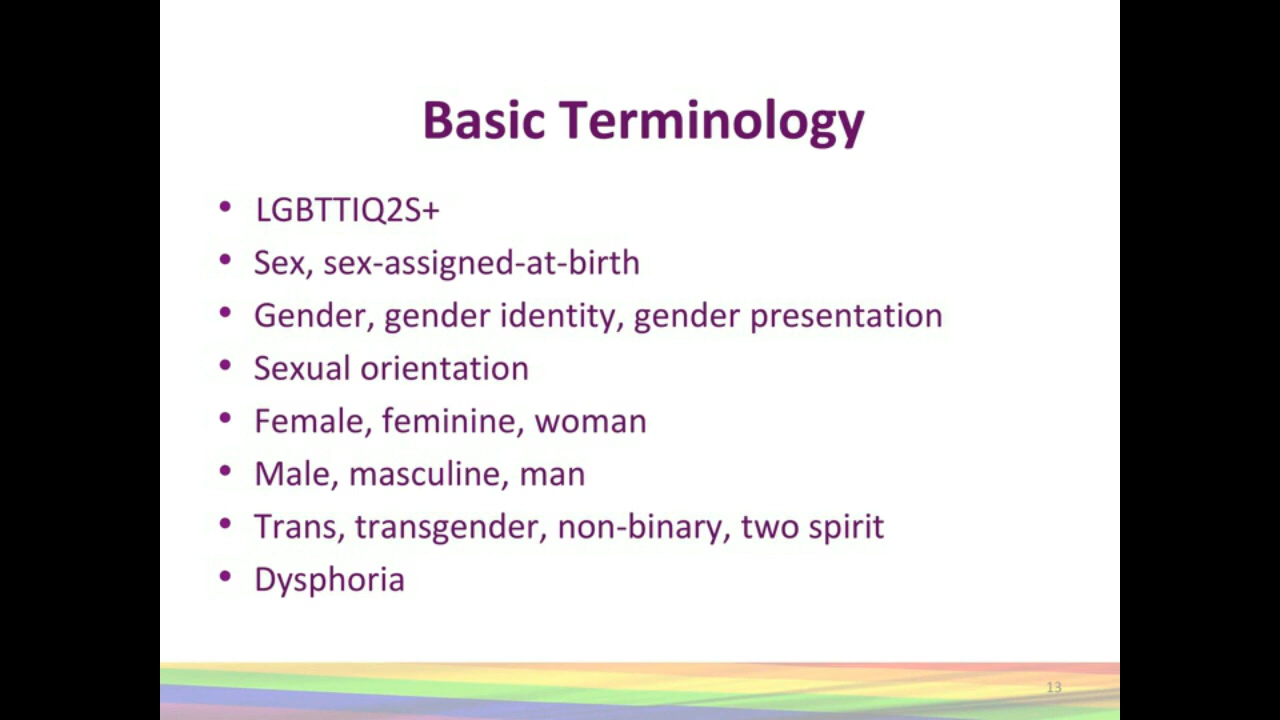 Basic Terminology
• LGBTTIQ2S+
• Sex, sex-assigned-at-birth
• Gender, gender identity, gender presentation
• Sexual orientation
• Female, feminine, woman
• Male, masculine, man
• Trans, transgender, non-binary, two spirit
• Dysphoria
13